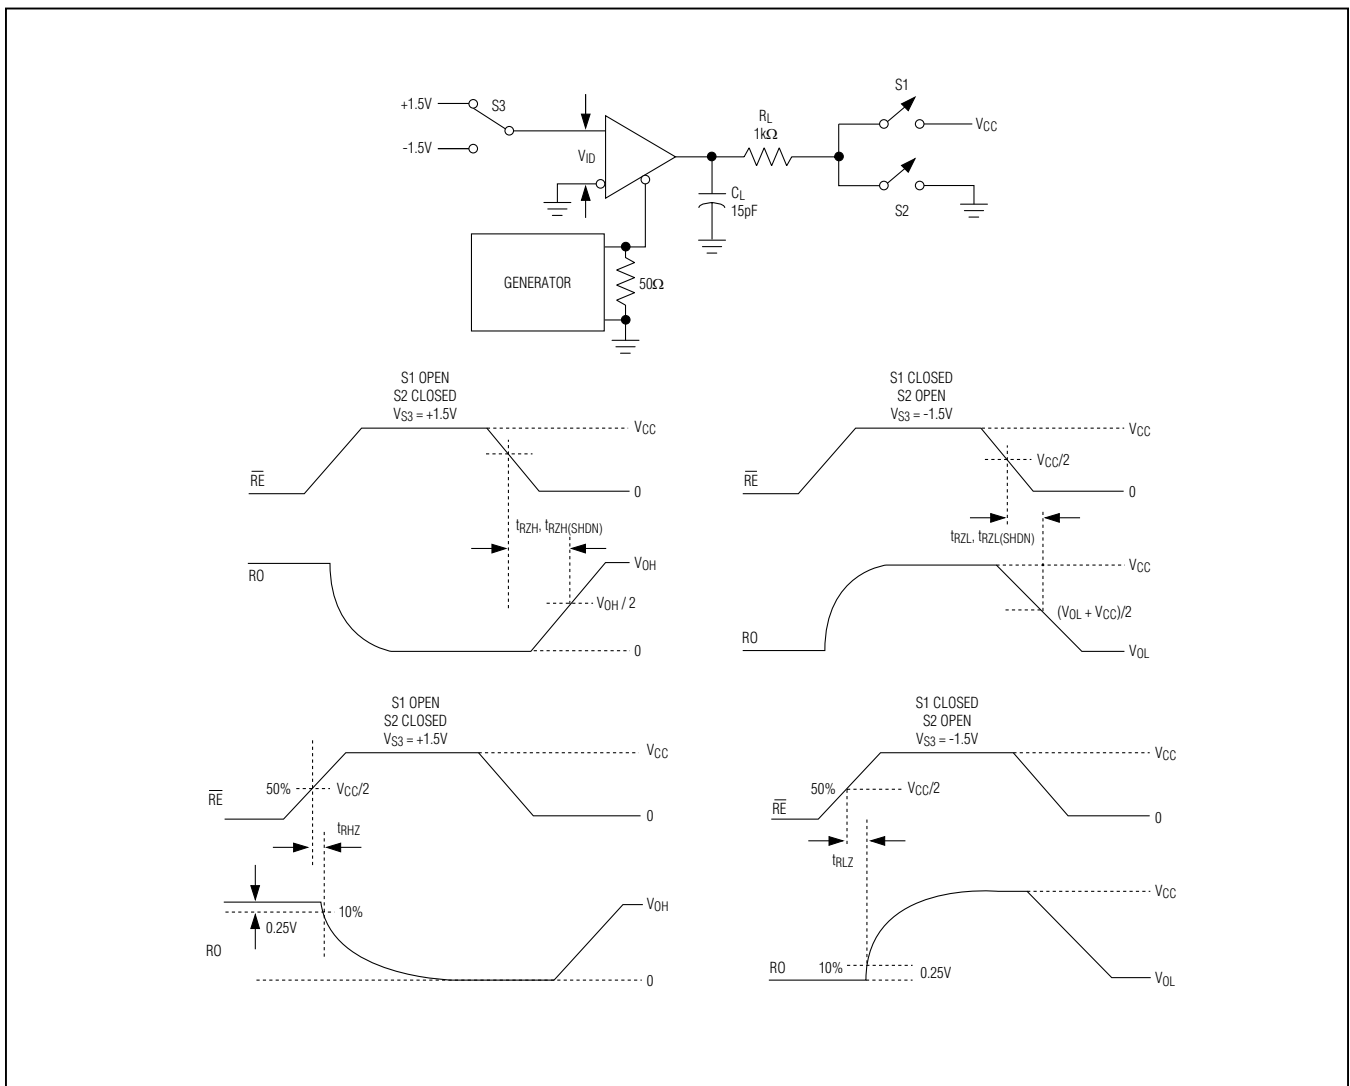 +1.5V
S3
-1.5V
VID
RL
1kΩ
CL
15pF
S1
VCC
S2
GENERATOR
50Ω
S1 OPEN
S2 CLOSED
VS3 = +1.5V
VCC
RE
0
tRZH, tRZH(SHDN)
RO
VOH
VOH / 2
0
S1 CLOSED
S2 OPEN
VS3 = -1.5V
VCC
VCC/2
RE
0
tRZL, tRZL(SHDN)
VCC
(VOL + VCC)/2
RO
VOL
S1 OPEN
S2 CLOSED
VS3 = +1.5V
VCC
50%
VCC/2
RE
0
tRHZ
10%
VOH
0.25V
RO
0
S1 CLOSED
S2 OPEN
VS3 = -1.5V
VCC
50%
VCC/2
RE
0
tRLZ
VCC
RO
10%
0.25V
VOL